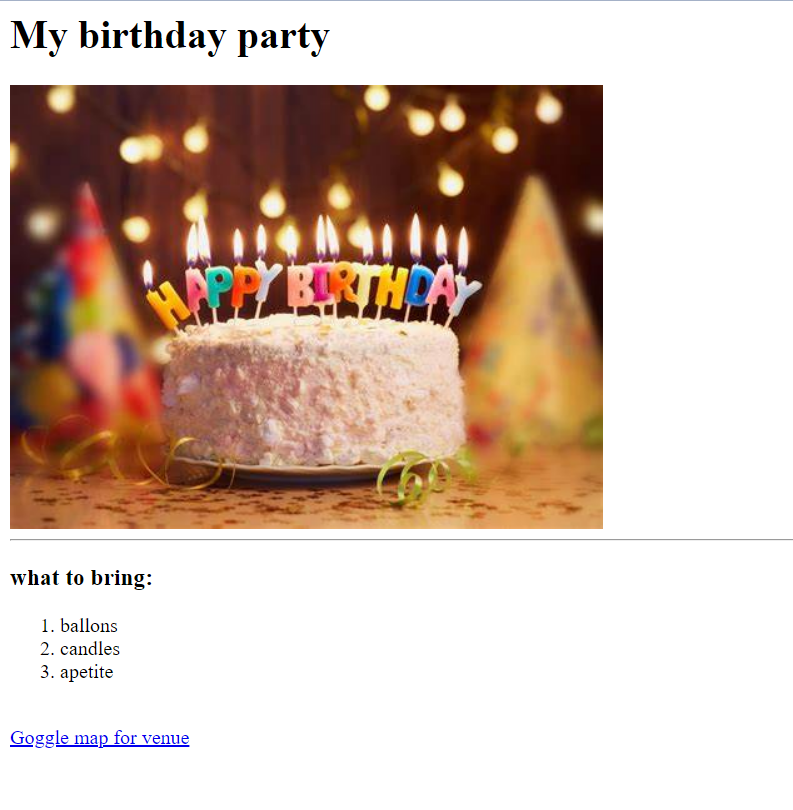 My birthday party
HAPPY BIRTHDAY
what to bring:
1. ballons
2. candles
3. apetite
Goggle map for venue